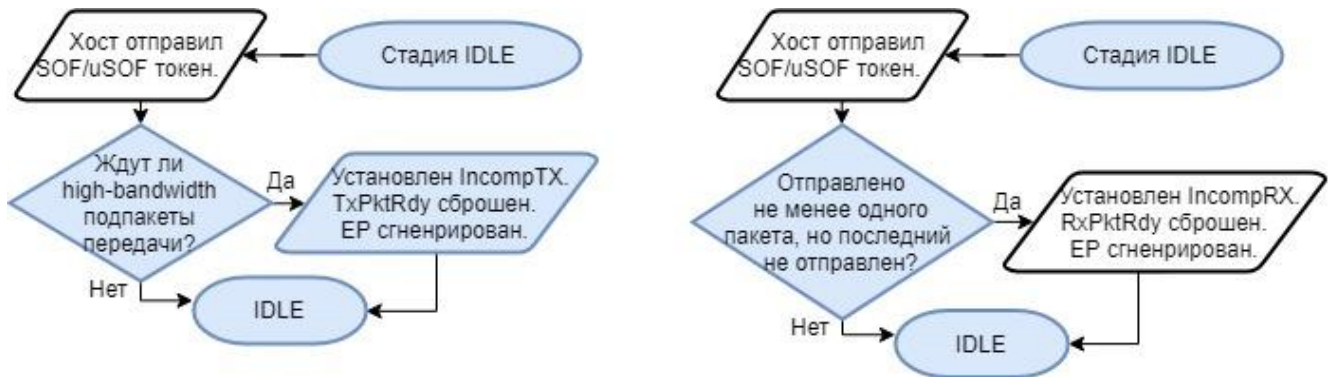 Хост отправил
SOF/uSOF токен.
Стадия IDLE
Ждут ли
high-bandwidth
подпакеты
передачи?
Да
Установлен IncompTX.
TxPktRdy сброшен.
EP сгненрирован.
Нет
IDLE
Хост отправил
SOF/uSOF токен.
Стадия IDLE
Отправлено
не менее одного
пакета, но последний
не отправлен?
Да
Установлен IncompRX.
RxPktRdy сброшен.
EP сгненрирован.
Нет
IDLE